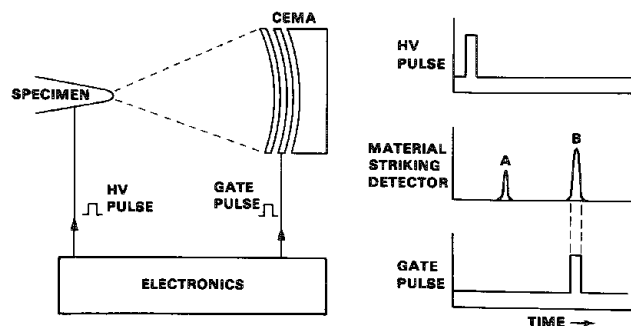 CEMA
SPECIMEN
HV
PULSE
GATE
PULSE
ELECTRONICS
HV
PULSE
MATERIAL
STRIKING
DETECTOR
A
B
GATE
PULSE
TIME